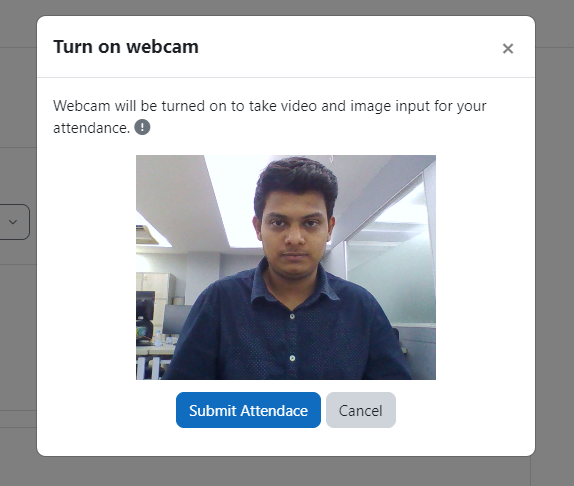 Turn on webcam
Webcam will be turned on to take video and image input for your
attendance.
Submit Attendace
Cancel